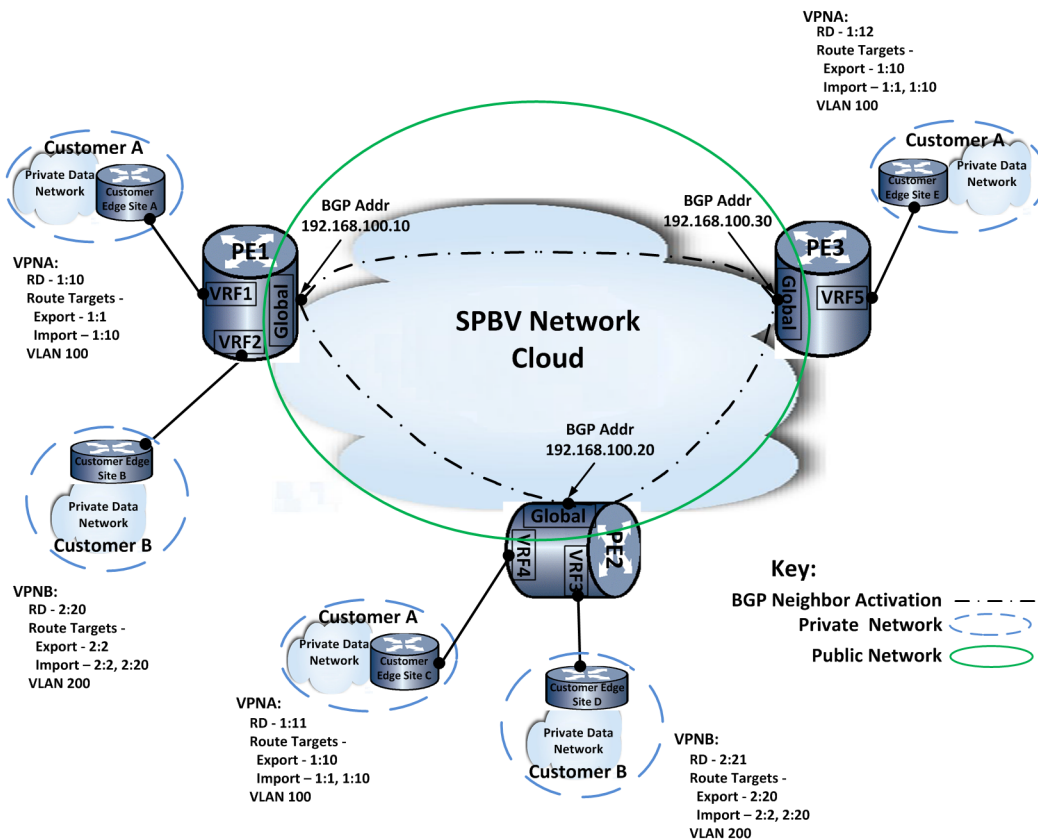 VPNA:
RD - 1:12
Route Targets -
Export - 1:10
Import – 1:1, 1:10
VLAN 100
Customer A
Private Data
Network
Customer
Edge Site A
Customer A
Customer
Edge Site E
Private Data
Network
BGP Addr
192.168.100.10
BGP Addr
192.168.100.30
PE1
VRF1
VRF2
Global
PE3
Global
VRF5
VPNA:
RD - 1:10
Route Targets -
Export - 1:1
Import – 1:10
VLAN 100
SPBV Network
Cloud
BGP Addr
192.168.100.20
Customer Edge
Site B
Private Data
Network
Customer B
Global
VRF4
VRF3
PE2
VPNB:
RD - 2:20
Route Targets -
Export - 2:2
Import – 2:2, 2:20
VLAN 200
Key:
BGP Neighbor Activation
Private Network
Public Network
Customer A
Private Data
Network
Customer
Edge Site C
VPNA:
RD - 1:11
Route Targets -
Export - 1:10
Import – 1:1, 1:10
VLAN 100
Customer Edge
Site D
Private Data
Network
Customer B
VPNB:
RD - 2:21
Route Targets -
Export - 2:20
Import – 2:2, 2:20
VLAN 200